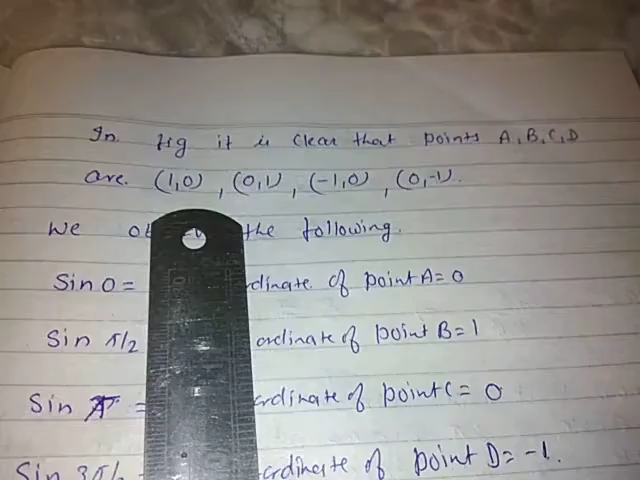 In fig it is clear that points A, B, C, D
are (1,0), (0,1), (-1,0), (0,-1).
We the following.
Sin 0 = rdinate of point A = 0
Sin π/2 ordinate of point B = 1
Sin π = ordinate of point C = 0
Sin 3π/ ordinate of point D = -1.